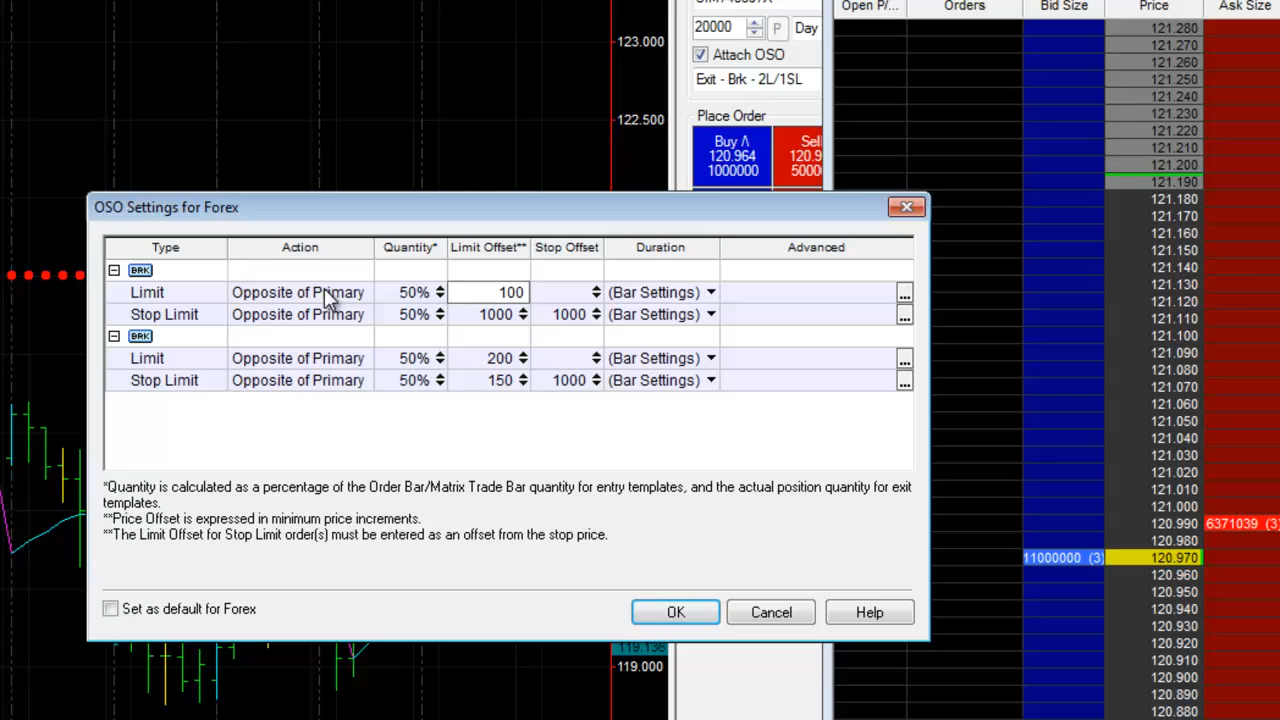 Open P/... Orders Bid Size Price Ask Size
20000 P Day
Attach OSO
Exit - Brk - 2L/1SL
Place Order
Buy /\ Sell
120.964 120.9
1000000 5000
123.000
122.500
119.136
119.000
OSO Settings for Forex
Type Action Quantity* Limit Offset** Stop Offset Duration Advanced
BRK
Limit Opposite of Primary 50% 100 (Bar Settings) ...
Stop Limit Opposite of Primary 50% 1000 1000 (Bar Settings) ...
BRK
Limit Opposite of Primary 50% 200 (Bar Settings) ...
Stop Limit Opposite of Primary 50% 150 1000 (Bar Settings) ...
*Quantity is calculated as a percentage of the Order Bar/Matrix Trade Bar quantity for entry templates, and the actual position quantity for exit
templates.
**Price Offset is expressed in minimum price increments.
**The Limit Offset for Stop Limit order(s) must be entered as an offset from the stop price.
Set as default for Forex
OK Cancel Help
121.280
121.270
121.260
121.250
121.240
121.230
121.220
121.210
121.200
121.190
121.180
121.170
121.160
121.150
121.140
121.130
121.120
121.110
121.100
121.090
121.080
121.070
121.060
121.050
121.040
121.030
121.020
121.010
121.000
120.990 6371039 (3)
120.980
11000000 (3) 120.970
120.960
120.950
120.940
120.930
120.920
120.910
120.900
120.890
120.880